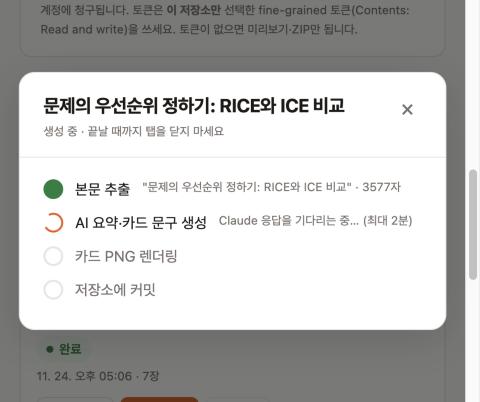 계정에 청구됩니다. 토큰은 이 저장소만 선택한 fine-grained 토큰(Contents:
Read and write)을 쓰세요. 토큰이 없으면 미리보기·ZIP만 됩니다.
문제의 우선순위 정하기: RICE와 ICE 비교
생성 중 · 끝날 때까지 탭을 닫지 마세요
본문 추출 "문제의 우선순위 정하기: RICE와 ICE 비교" · 3577자
AI 요약·카드 문구 생성 Claude 응답을 기다리는 중... (최대 2분)
카드 PNG 렌더링
저장소에 커밋
완료
11. 24. 오후 05:06 · 7장